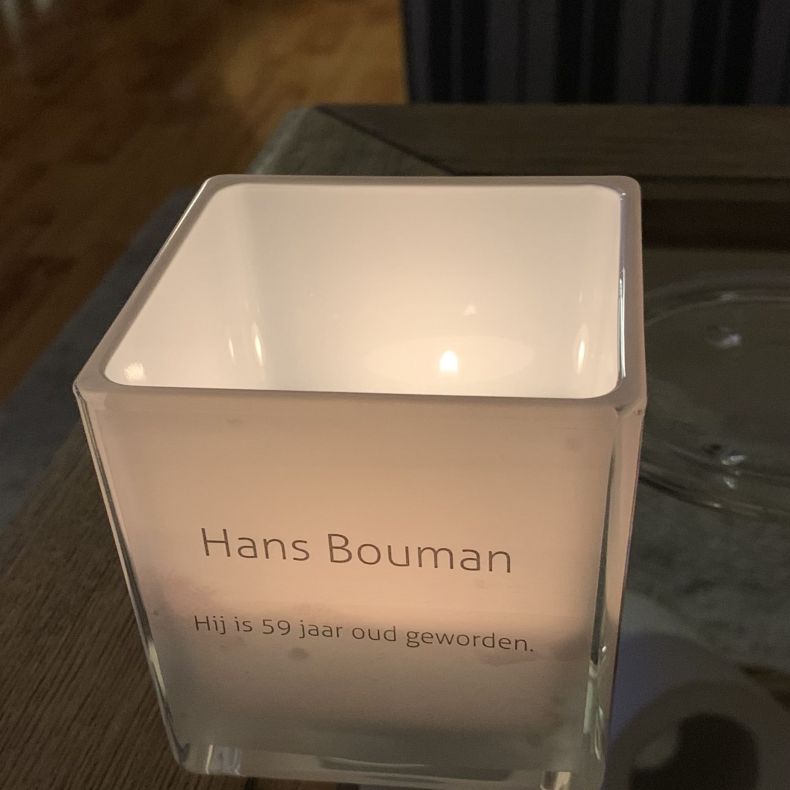 Hans Bouman
Hij is 59 jaar oud geworden.